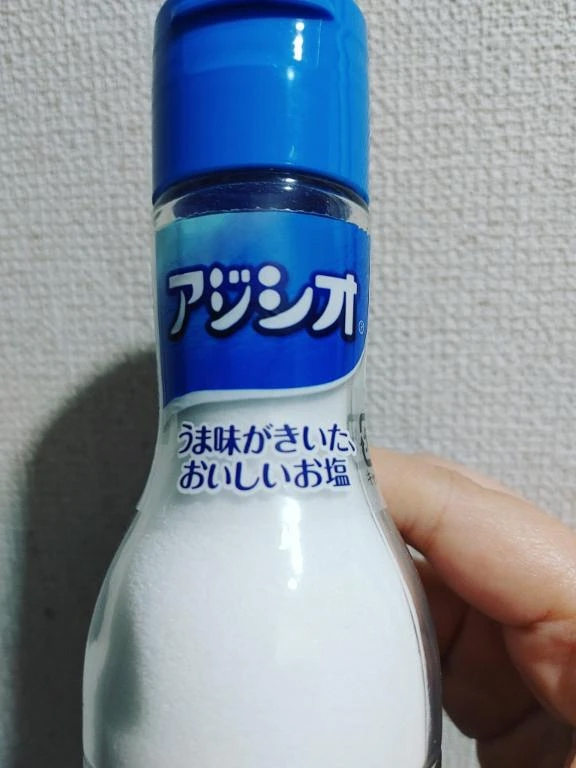 アジシオ
うま味がきいた、
おいしいお塩